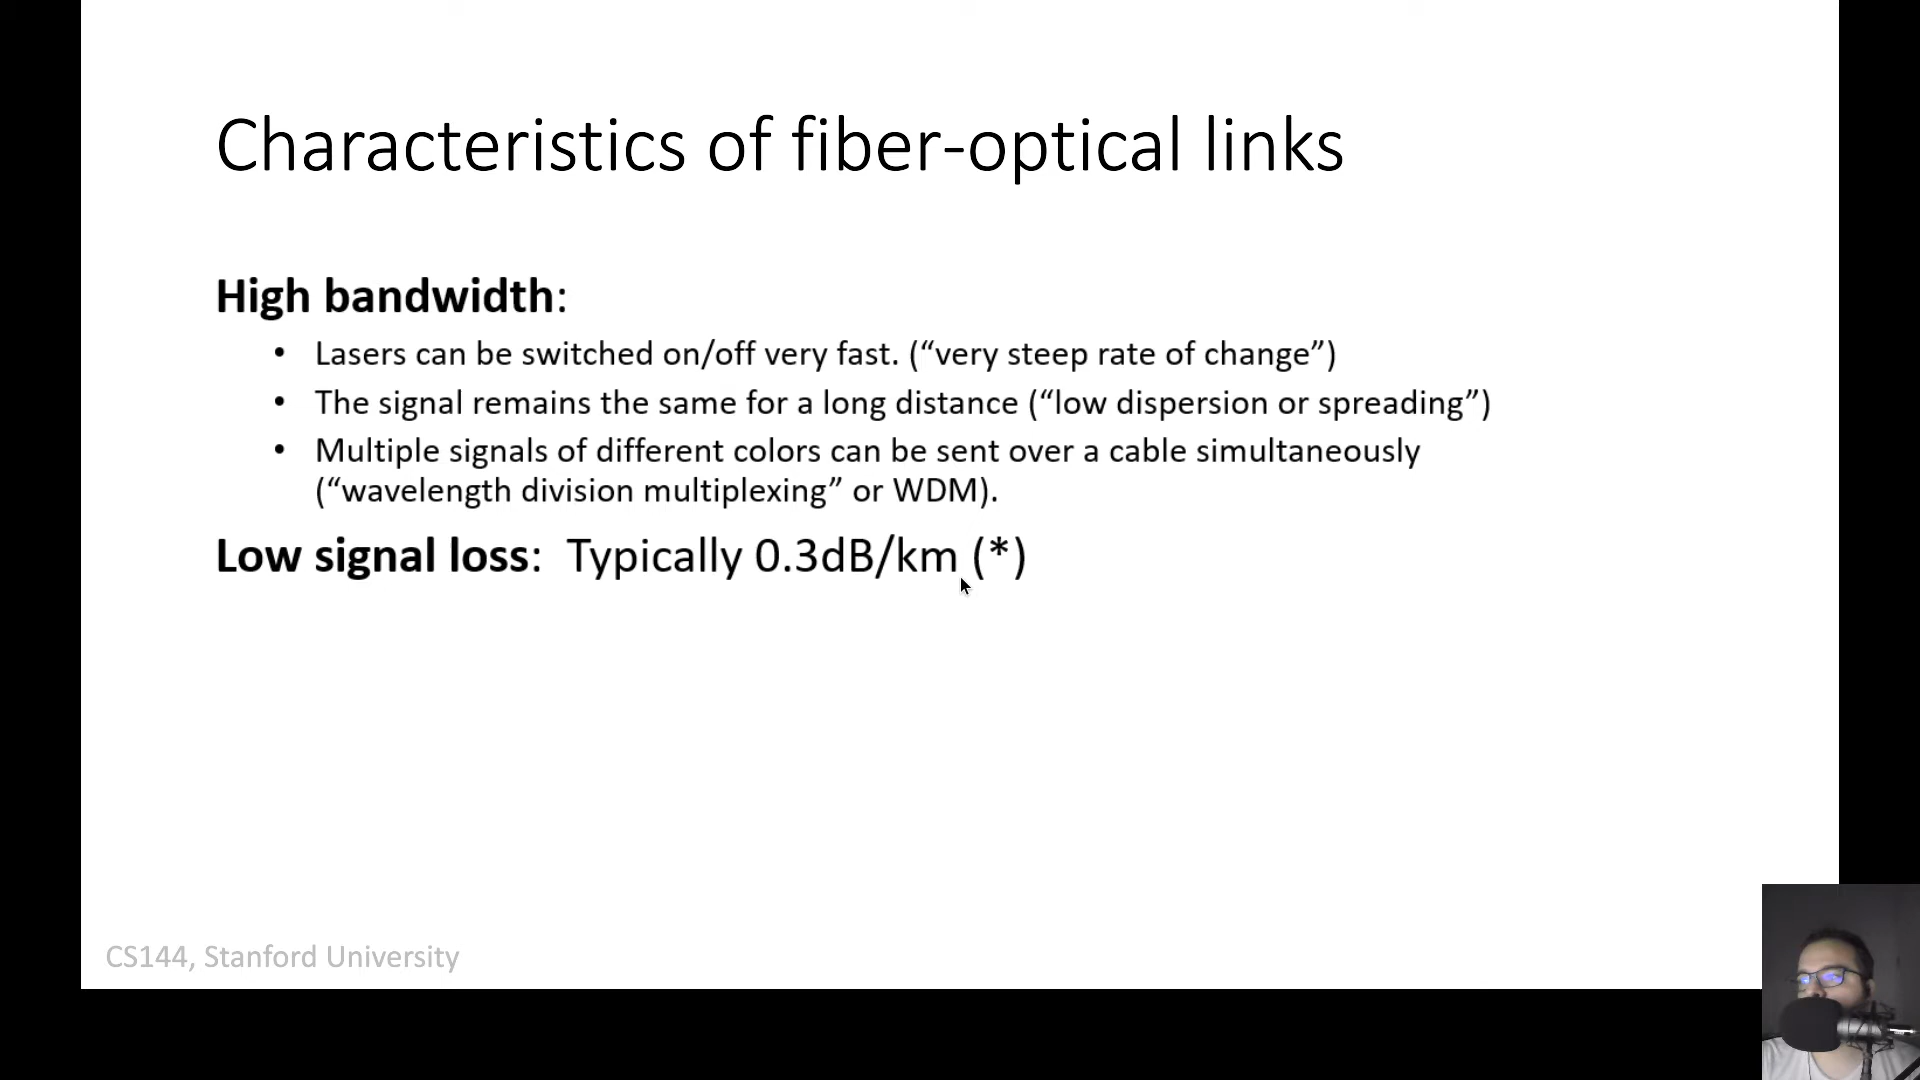 Characteristics of fiber-optical links
High bandwidth:
• Lasers can be switched on/off very fast. (“very steep rate of change”)
• The signal remains the same for a long distance (“low dispersion or spreading”)
• Multiple signals of different colors can be sent over a cable simultaneously
(“wavelength division multiplexing” or WDM).
Low signal loss: Typically 0.3dB/km (*)
CS144, Stanford University